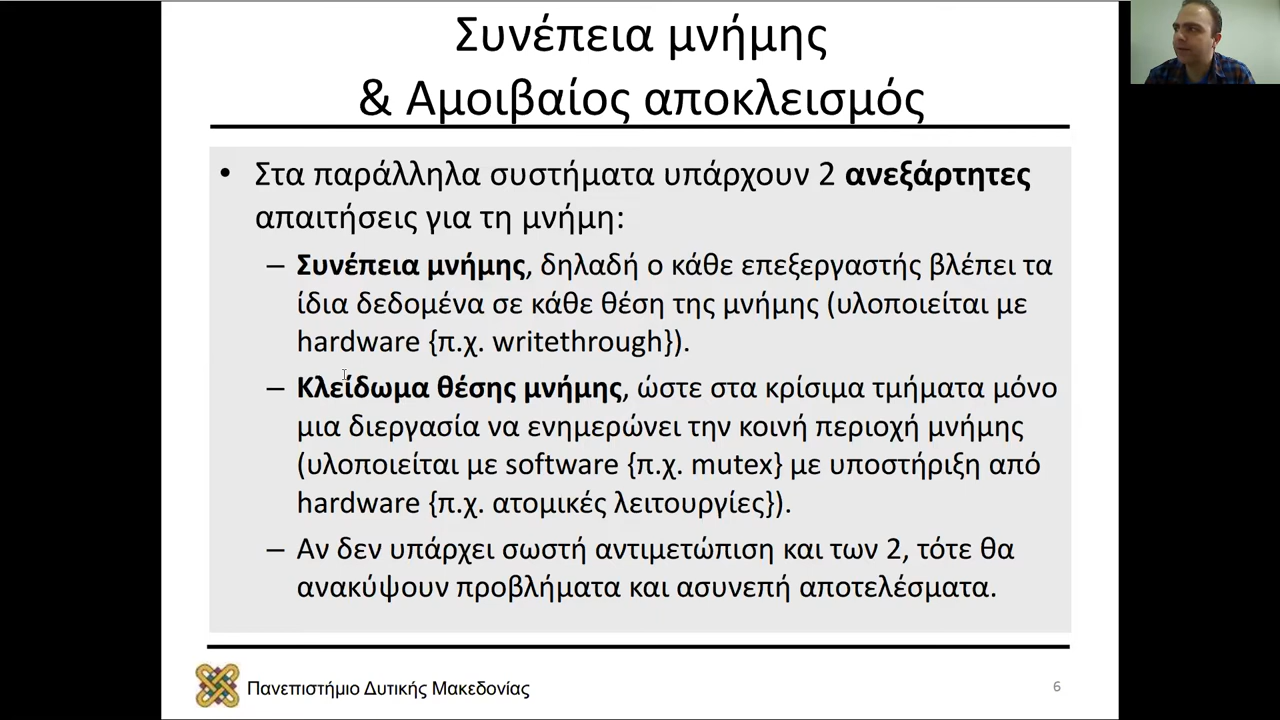 Συνέπεια μνήμης
& Αμοιβαίος αποκλεισμός
• Στα παράλληλα συστήματα υπάρχουν 2 ανεξάρτητες
απαιτήσεις για τη μνήμη:
– Συνέπεια μνήμης, δηλαδή ο κάθε επεξεργαστής βλέπει τα
ίδια δεδομένα σε κάθε θέση της μνήμης (υλοποιείται με
hardware {π.χ. writethrough}).
– Κλείδωμα θέσης μνήμης, ώστε στα κρίσιμα τμήματα μόνο
μια διεργασία να ενημερώνει την κοινή περιοχή μνήμης
(υλοποιείται με software {π.χ. mutex} με υποστήριξη από
hardware {π.χ. ατομικές λειτουργίες}).
– Αν δεν υπάρχει σωστή αντιμετώπιση και των 2, τότε θα
ανακύψουν προβλήματα και ασυνεπή αποτελέσματα.
Πανεπιστήμιο Δυτικής Μακεδονίας
6